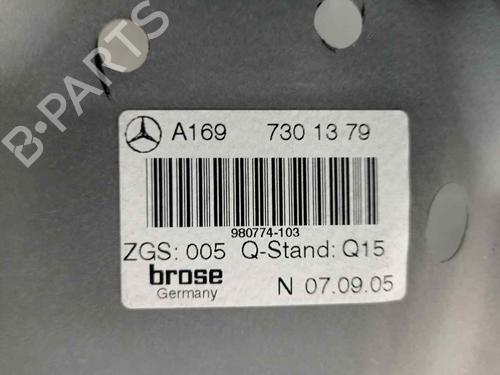 B-PARTS
A169 730 13 79
980774-103
ZGS: 005 Q-Stand: Q15
brose
Germany
N 07.09.05